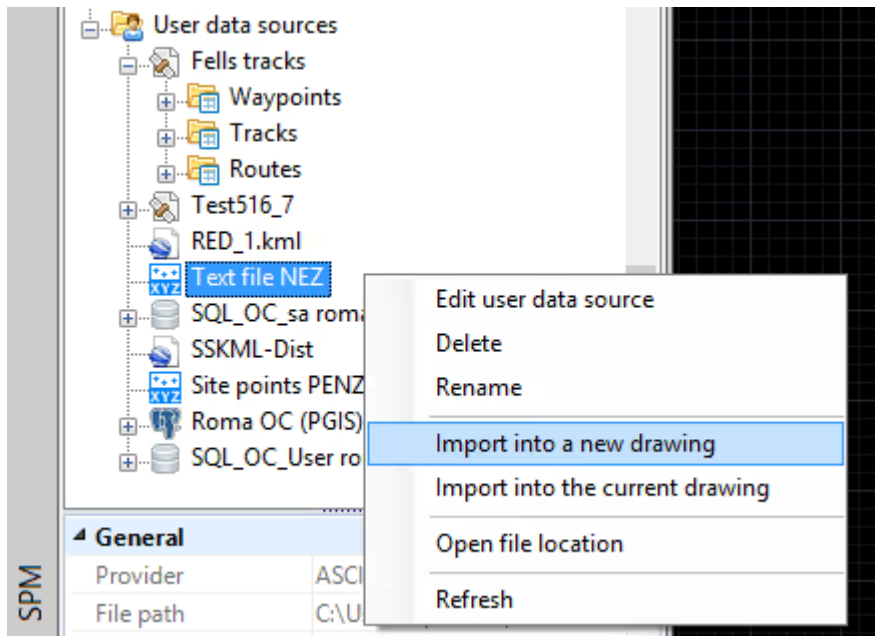 User data sources
Fells tracks
Waypoints
Tracks
Routes
Test516_7
RED_1.kml
XYZ Text file NEZ
SQL_OC_sa roma
SSKML-Dist
XYZ Site points PENZ
Roma OC (PGIS)
SQL_OC_User ro
Edit user data source
Delete
Rename
Import into a new drawing
Import into the current drawing
Open file location
Refresh
General
Provider ASCI
File path C:\U
SPM